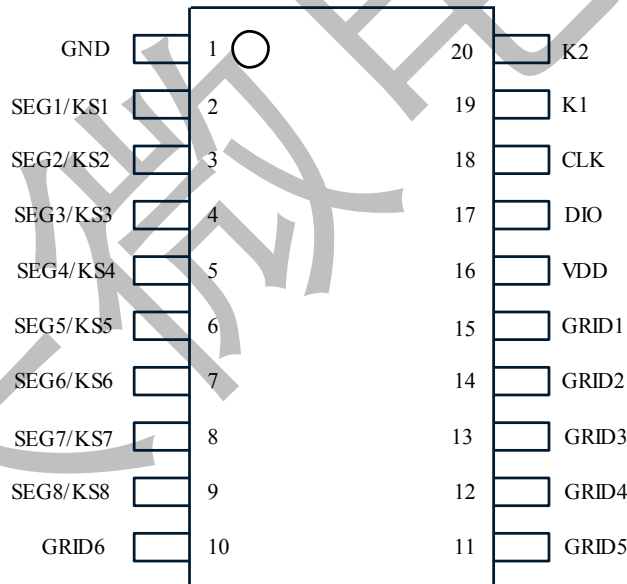 GND 1 20 K2
SEG1/KS1 2 19 K1
SEG2/KS2 3 18 CLK
SEG3/KS3 4 17 DIO
SEG4/KS4 5 16 VDD
SEG5/KS5 6 15 GRID1
SEG6/KS6 7 14 GRID2
SEG7/KS7 8 13 GRID3
SEG8/KS8 9 12 GRID4
GRID6 10 11 GRID5
微